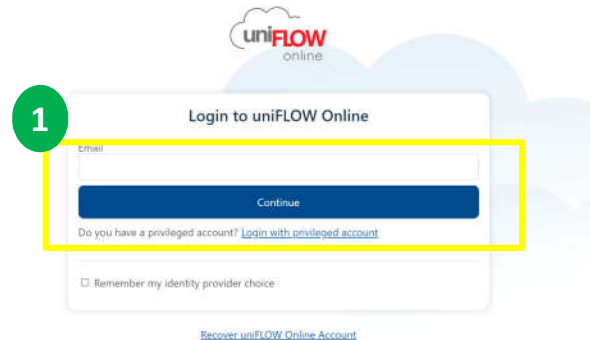 uniFLOW
online
1
Login to uniFLOW Online
Email
Continue
Do you have a privileged account? Login with privileged account
Remember my identity provider choice
Recover uniFLOW Online Account